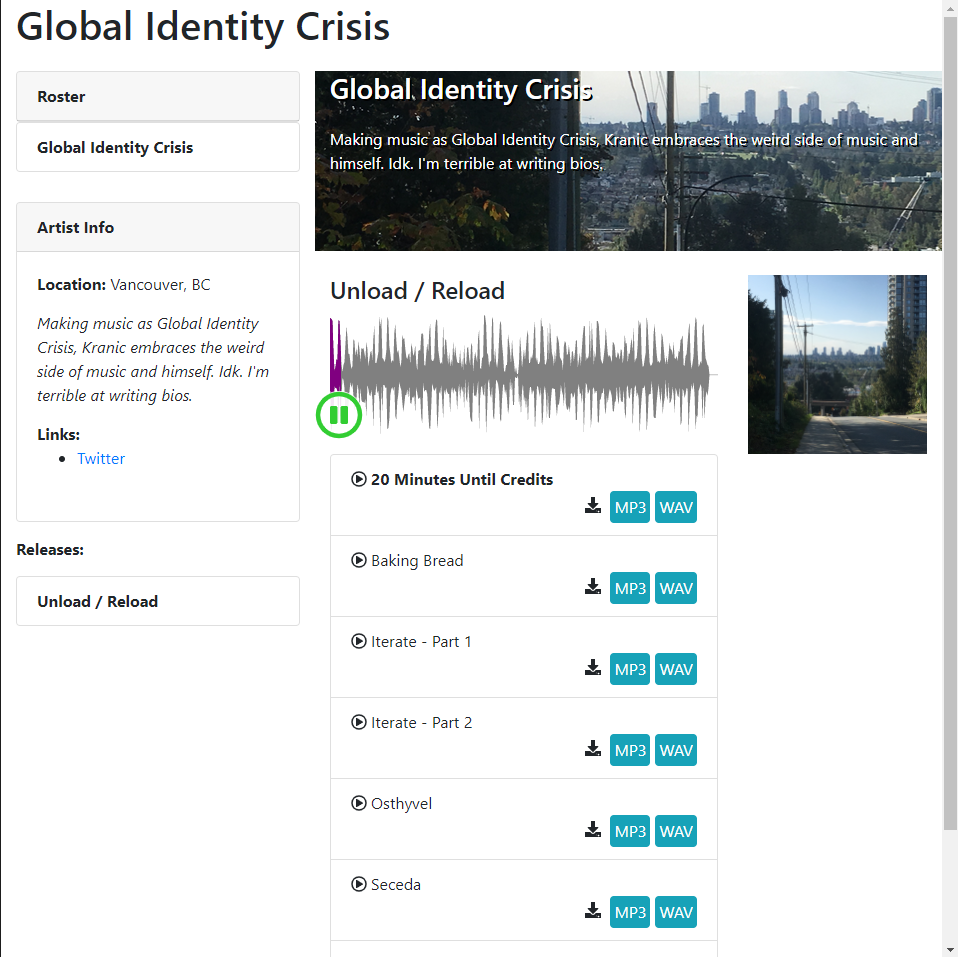 Global Identity Crisis
Roster
Global Identity Crisis
Artist Info
Location: Vancouver, BC
Making music as Global Identity
Crisis, Kranic embraces the weird
side of music and himself. Idk. I'm
terrible at writing bios.
Links:
Twitter
Releases:
Unload / Reload
Global Identity Crisis
Making music as Global Identity Crisis, Kranic embraces the weird side of music and
himself. Idk. I'm terrible at writing bios.
Unload / Reload
20 Minutes Until Credits
MP3 WAV
Baking Bread
MP3 WAV
Iterate - Part 1
MP3 WAV
Iterate - Part 2
MP3 WAV
Osthyvel
MP3 WAV
Seceda
MP3 WAV